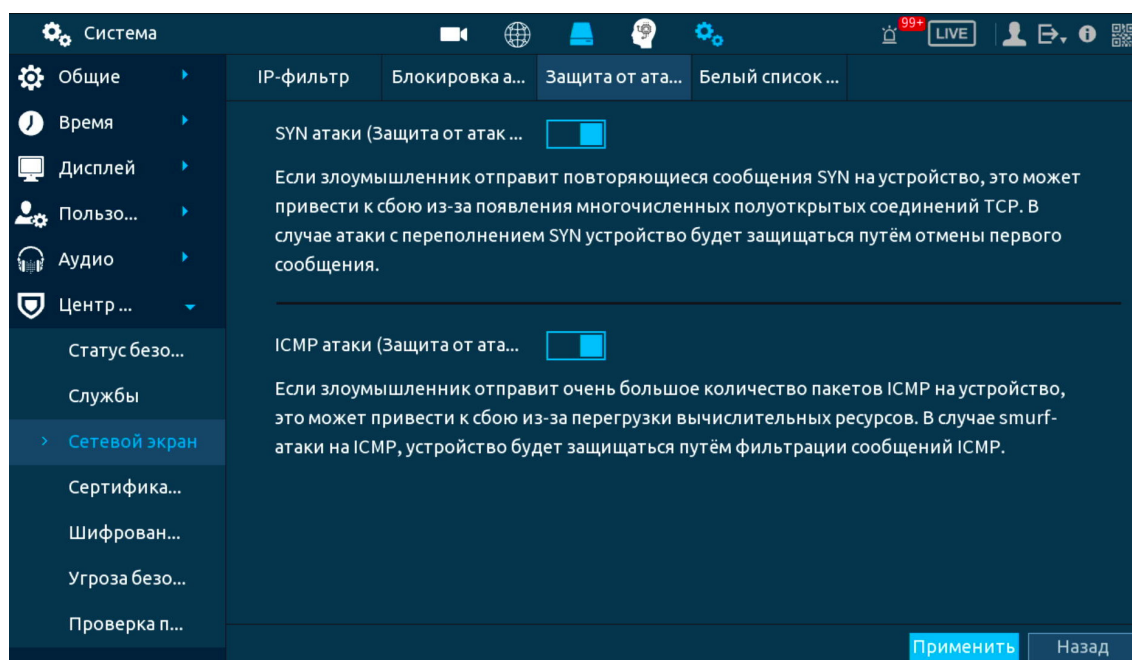 Система
99+
LIVE
Общие
Время
Дисплей
Пользо...
Аудио
Центр ...
Статус безо...
Службы
Сетевой экран
Сертифика...
Шифрован...
Угроза безо...
Проверка п...
IP-фильтр
Блокировка а...
Защита от ата...
Белый список ...
SYN атаки (Защита от атак ...
Если злоумышленник отправит повторяющиеся сообщения SYN на устройство, это может
привести к сбою из-за появления многочисленных полуоткрытых соединений TCP. В
случае атаки с переполнением SYN устройство будет защищаться путём отмены первого
сообщения.
ICMP атаки (Защита от ата...
Если злоумышленник отправит очень большое количество пакетов ICMP на устройство,
это может привести к сбою из-за перегрузки вычислительных ресурсов. В случае smurf-
атаки на ICMP, устройство будет защищаться путём фильтрации сообщений ICMP.
Применить
Назад